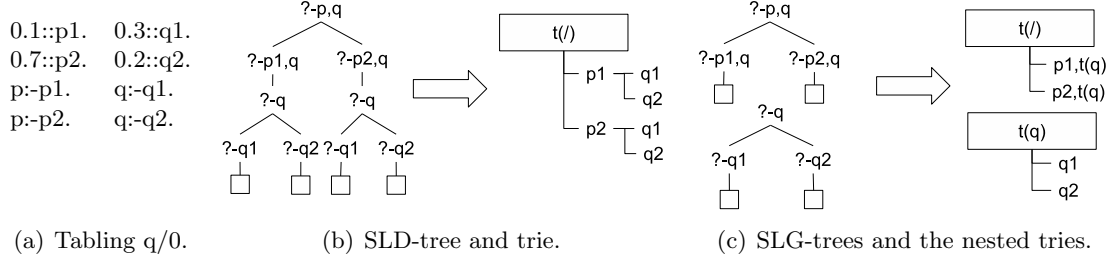 0.1::p1. 0.3::q1.
0.7::p2. 0.2::q2.
p:-p1. q:-q1.
p:-p2. q:-q2.
(a) Tabling q/0.
?-p,q
?-p1,q ?-p2,q
?-q ?-q
?-q1 ?-q2 ?-q1 ?-q2
t(/)
p1 q1
q2
p2 q1
q2
(b) SLD-tree and trie.
?-p,q
?-p1,q ?-p2,q
?-q
?-q1 ?-q2
t(/)
p1,t(q)
p2,t(q)
t(q)
q1
q2
(c) SLG-trees and the nested tries.